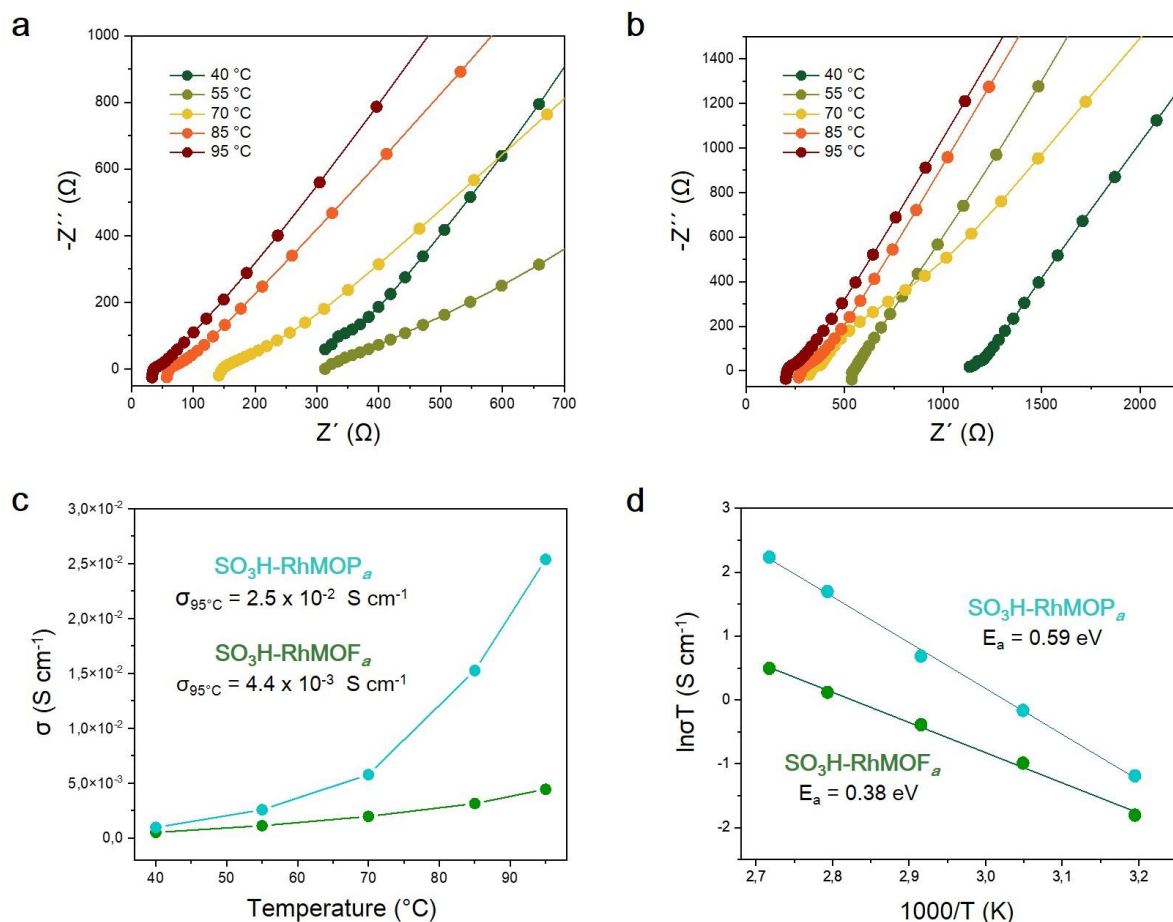 a
1000
800
600
400
200
0
-Z´´ (Ω)
40 °C
55 °C
70 °C
85 °C
95 °C
0 100 200 300 400 500 600 700
Z´ (Ω)
b
1400
1200
1000
800
600
400
200
0
-Z´´ (Ω)
40 °C
55 °C
70 °C
85 °C
95 °C
0 500 1000 1500 2000
Z´ (Ω)
c
3,0×10-2
2,5×10-2
2,0×10-2
1,5×10-2
1,0×10-2
5,0×10-3
0,0
σ (S cm-1)
SO3H-RhMOPa
σ95°C = 2.5 x 10-2 S cm-1
SO3H-RhMOFa
σ95°C = 4.4 x 10-3 S cm-1
40 50 60 70 80 90
Temperature (°C)
d
3
2
1
0
-1
-2
lnσT (S cm-1)
SO3H-RhMOPa
Ea = 0.59 eV
SO3H-RhMOFa
Ea = 0.38 eV
2,7 2,8 2,9 3,0 3,1 3,2
1000/T (K)